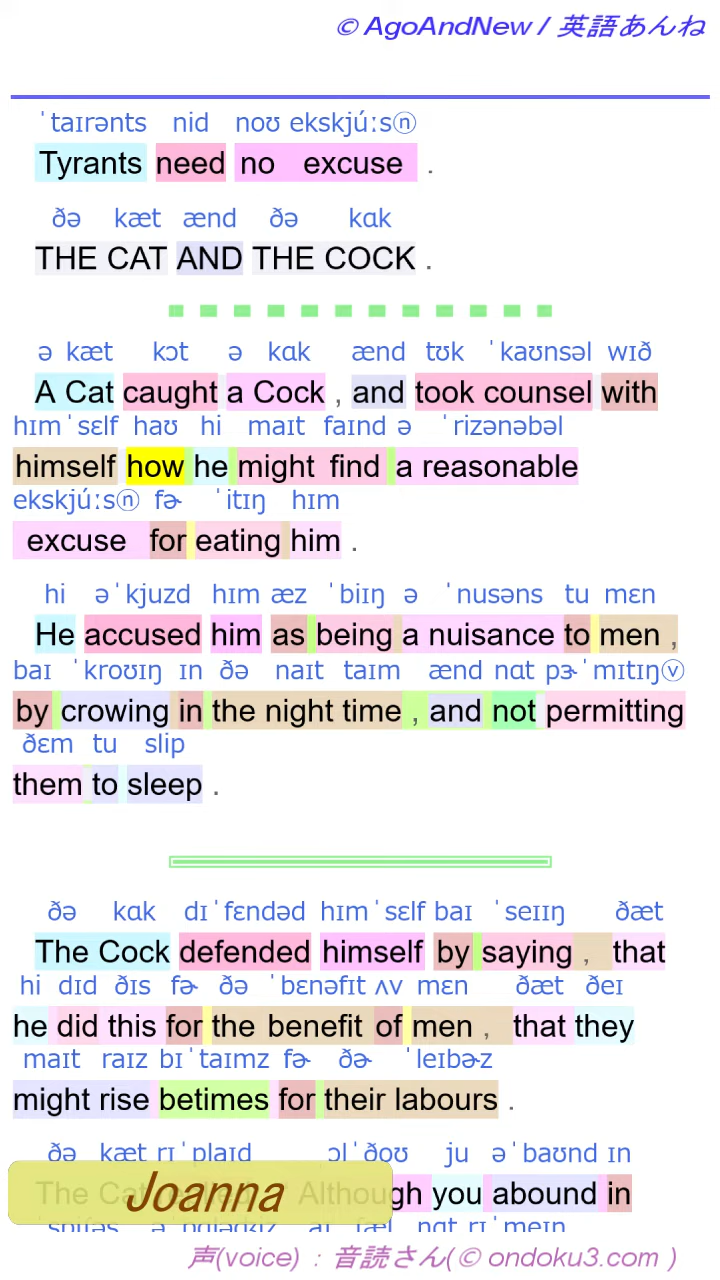 © AgoAndNew / 英語あんね
ˈtaɪrənts nid noʊ ekskjúːsⓝ
Tyrants need no excuse .
ðə kæt ænd ðə kɑk
THE CAT AND THE COCK .
ə kæt kɔt ə kɑk ænd tʊk ˈkaʊnsəl wɪð
A Cat caught a Cock , and took counsel with
hɪmˈsɛlf haʊ hi maɪt faɪnd ə ˈrizənəbəl
himself how he might find a reasonable
ekskjúːsⓝ fɚ ˈitɪŋ hɪm
excuse for eating him .
hi əˈkjuzd hɪm æz ˈbiɪŋ ə ˈnusəns tu mɛn
He accused him as being a nuisance to men ,
baɪ ˈkroʊɪŋ ɪn ðə naɪt taɪm ænd nɑt pɝˈmɪtɪŋⓥ
by crowing in the night time , and not permitting
ðɛm tu slip
them to sleep .
ðə kɑk dɪˈfɛndəd hɪmˈsɛlf baɪ ˈseɪɪŋ ðæt
The Cock defended himself by saying , that
hi dɪd ðɪs fɚ ðə ˈbɛnəfɪt ʌv mɛn ðæt ðeɪ
he did this for the benefit of men , that they
maɪt raɪz bɪˈtaɪmz fɚ ðɚ ˈleɪbɚz
might rise betimes for their labours .
ðə kæt rɪˈplaɪd ɔlˈðoʊ ju əˈbaʊnd ɪn
The Cat Although you abound in
Joanna
声(voice) : 音読さん(© ondoku3.com )